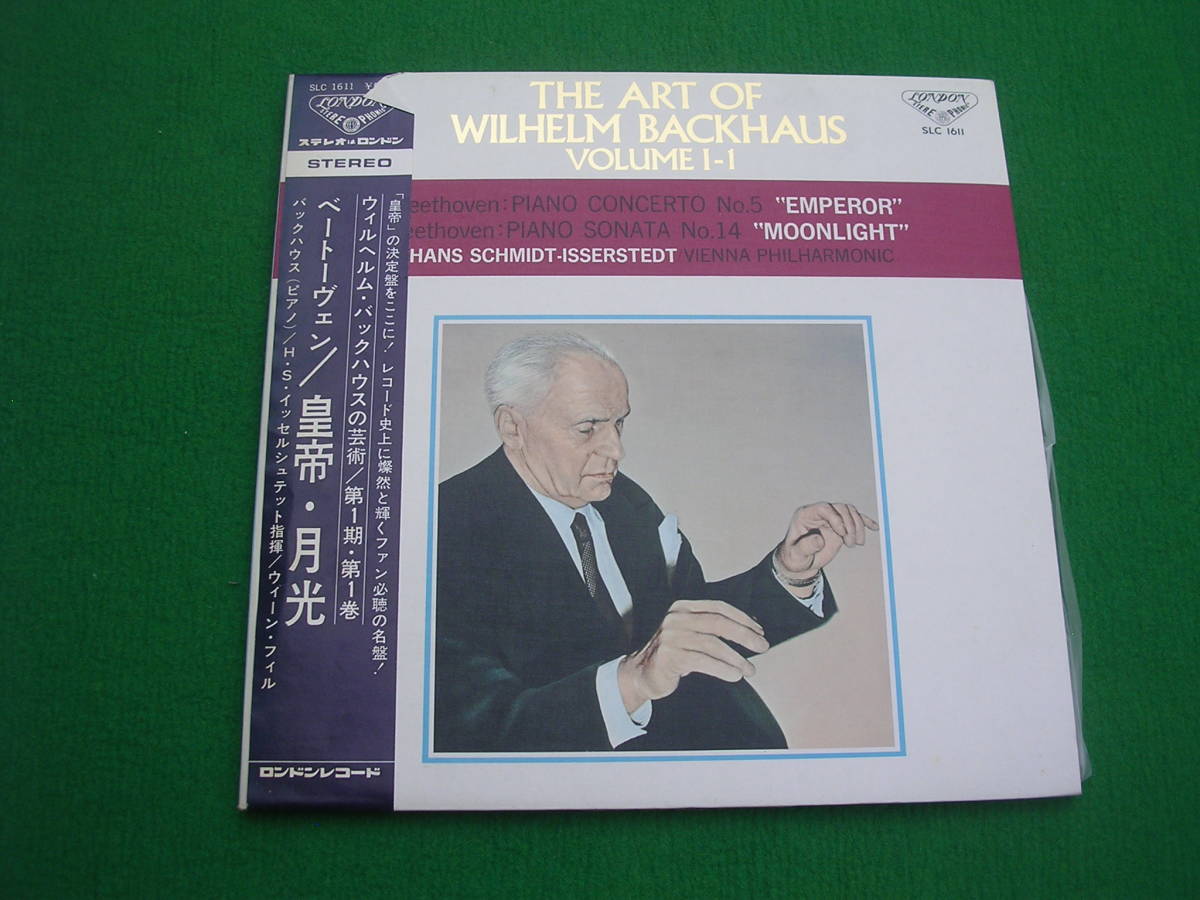 SLC 1611
LONDON
STEREOPHONIC
ステレオはロンドン
STEREO
「皇帝」の決定盤をここに! レコード史上に燦然と輝くファン必聴の名盤!
ウィルヘルム・バックハウスの芸術/第1期・第1巻
ベートーヴェン/皇帝・月光
バックハウス(ピアノ)/H・S・イッセルシュテット指揮/ウィーン・フィル
ロンドンレコード
THE ART OF
WILHELM BACKHAUS
VOLUME I-1
LONDON
STEREOPHONIC
SLC 1611
eethoven: PIANO CONCERTO No.5 "EMPEROR"
eethoven: PIANO SONATA No.14 "MOONLIGHT"
HANS SCHMIDT-ISSERSTEDT/VIENNA PHILHARMONIC